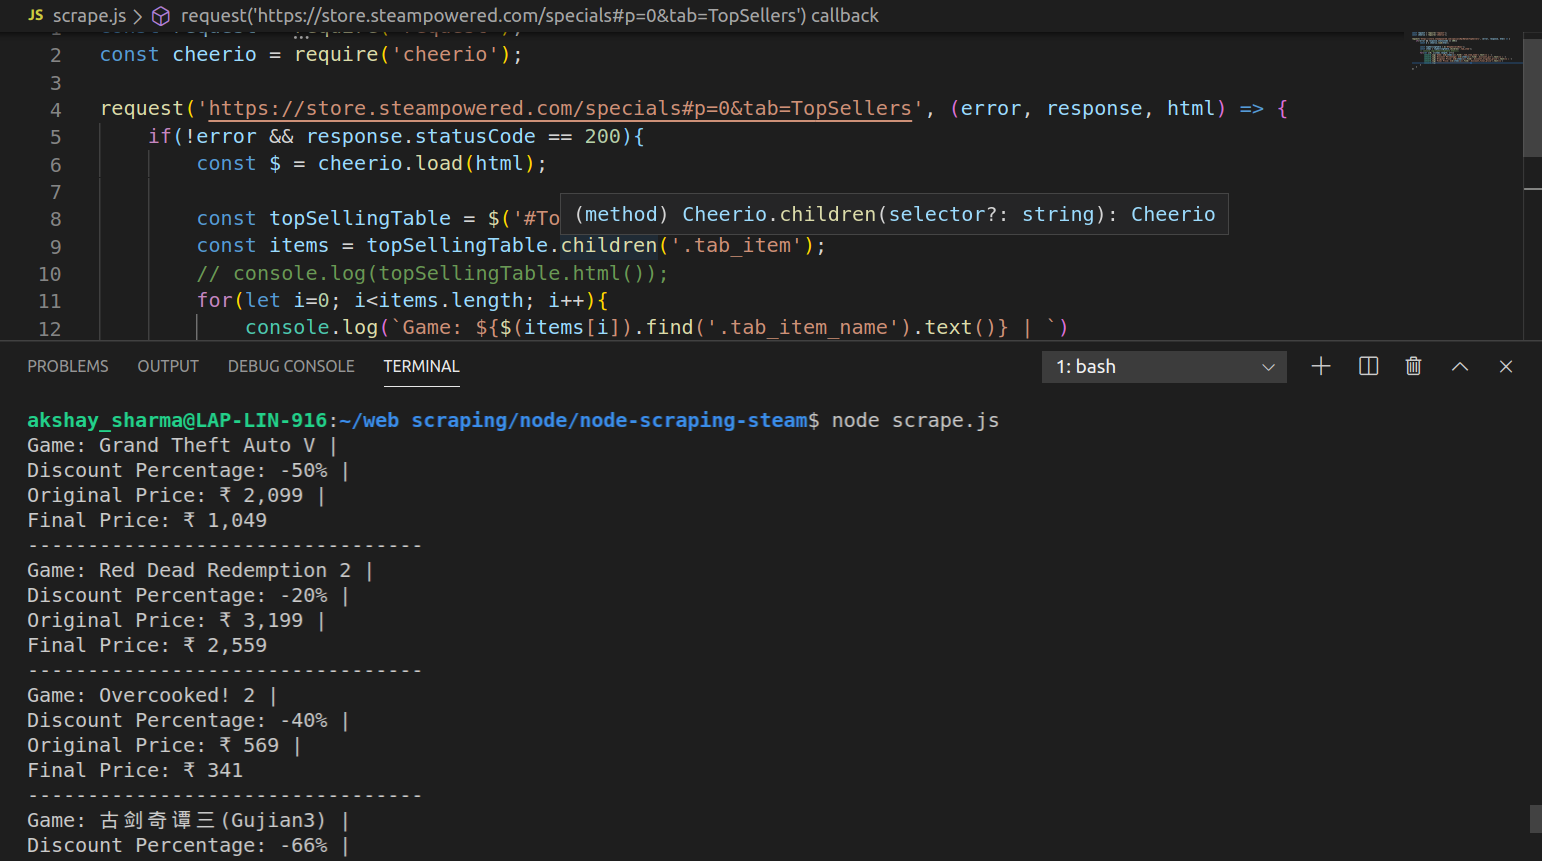 JS scrape.js > request('https://store.steampowered.com/specials#p=0&tab=TopSellers') callback
2 const cheerio = require('cheerio');
3
4 request('https://store.steampowered.com/specials#p=0&tab=TopSellers', (error, response, html) => {
5 if(!error && response.statusCode == 200){
6 const $ = cheerio.load(html);
7
(method) Cheerio.children(selector?: string): Cheerio
8 const topSellingTable = $('#To
9 const items = topSellingTable.children('.tab_item');
10 // console.log(topSellingTable.html());
11 for(let i=0; i<items.length; i++){
12 console.log(`Game: ${$(items[i]).find('.tab_item_name').text()} | `)
PROBLEMS OUTPUT DEBUG CONSOLE TERMINAL 1: bash
akshay_sharma@LAP-LIN-916:~/web scraping/node/node-scraping-steam$ node scrape.js
Game: Grand Theft Auto V |
Discount Percentage: -50% |
Original Price: ₹ 2,099 |
Final Price: ₹ 1,049
---------------------------------
Game: Red Dead Redemption 2 |
Discount Percentage: -20% |
Original Price: ₹ 3,199 |
Final Price: ₹ 2,559
---------------------------------
Game: Overcooked! 2 |
Discount Percentage: -40% |
Original Price: ₹ 569 |
Final Price: ₹ 341
---------------------------------
Game: 古剑奇谭三(Gujian3) |
Discount Percentage: -66% |